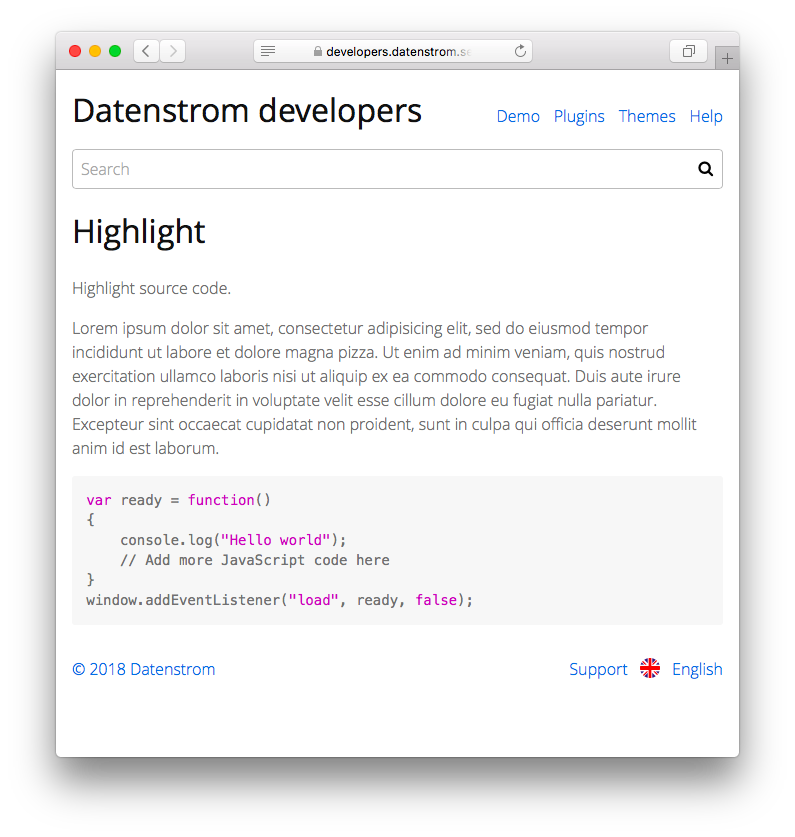 developers.datenstrom.se
Datenstrom developers
Demo Plugins Themes Help
Search
Highlight
Highlight source code.
Lorem ipsum dolor sit amet, consectetur adipisicing elit, sed do eiusmod tempor
incididunt ut labore et dolore magna pizza. Ut enim ad minim veniam, quis nostrud
exercitation ullamco laboris nisi ut aliquip ex ea commodo consequat. Duis aute irure
dolor in reprehenderit in voluptate velit esse cillum dolore eu fugiat nulla pariatur.
Excepteur sint occaecat cupidatat non proident, sunt in culpa qui officia deserunt mollit
anim id est laborum.
var ready = function()
{
    console.log("Hello world");
    // Add more JavaScript code here
}
window.addEventListener("load", ready, false);
© 2018 Datenstrom
Support English